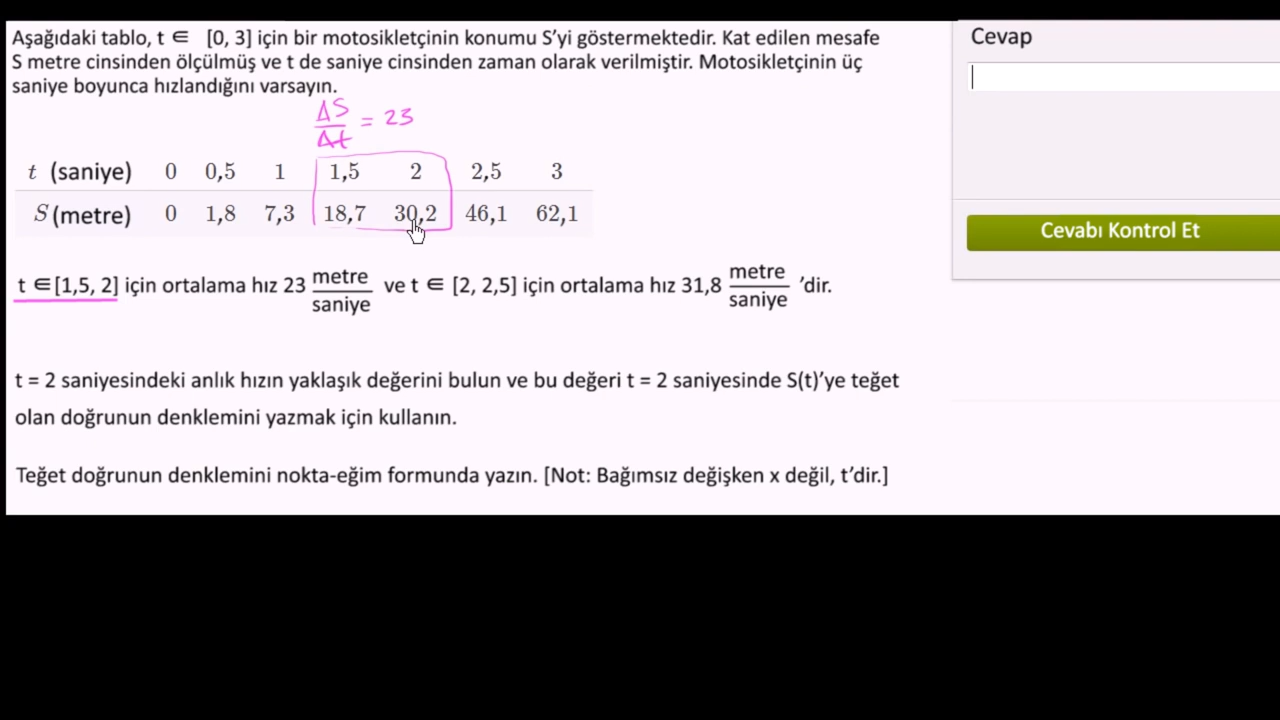 Aşağıdaki tablo, t ∈ [0, 3] için bir motosikletçinin konumu S’yi göstermektedir. Kat edilen mesafe
S metre cinsinden ölçülmüş ve t de saniye cinsinden zaman olarak verilmiştir. Motosikletçinin üç
saniye boyunca hızlandığını varsayın.
ΔS/Δt = 23
t (saniye) 0 0,5 1 1,5 2 2,5 3
S (metre) 0 1,8 7,3 18,7 30,2 46,1 62,1
t ∈[1,5, 2] için ortalama hız 23 metre/saniye ve t ∈ [2, 2,5] için ortalama hız 31,8 metre/saniye ’dir.
t = 2 saniyesindeki anlık hızın yaklaşık değerini bulun ve bu değeri t = 2 saniyesinde S(t)’ye teğet
olan doğrunun denklemini yazmak için kullanın.
Teğet doğrunun denklemini nokta-eğim formunda yazın. [Not: Bağımsız değişken x değil, t’dir.]
Cevap
Cevabı Kontrol Et